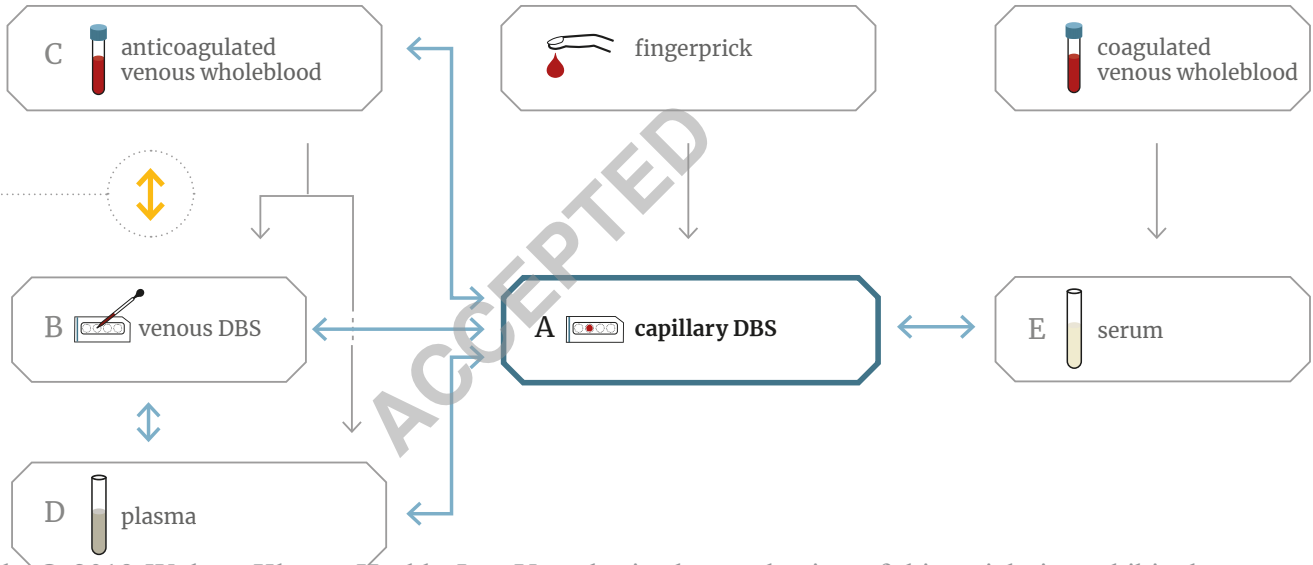 C
anticoagulated
venous wholeblood
fingerprick
coagulated
venous wholeblood
B
venous DBS
A
capillary DBS
E
serum
D
plasma
ACCEPTED